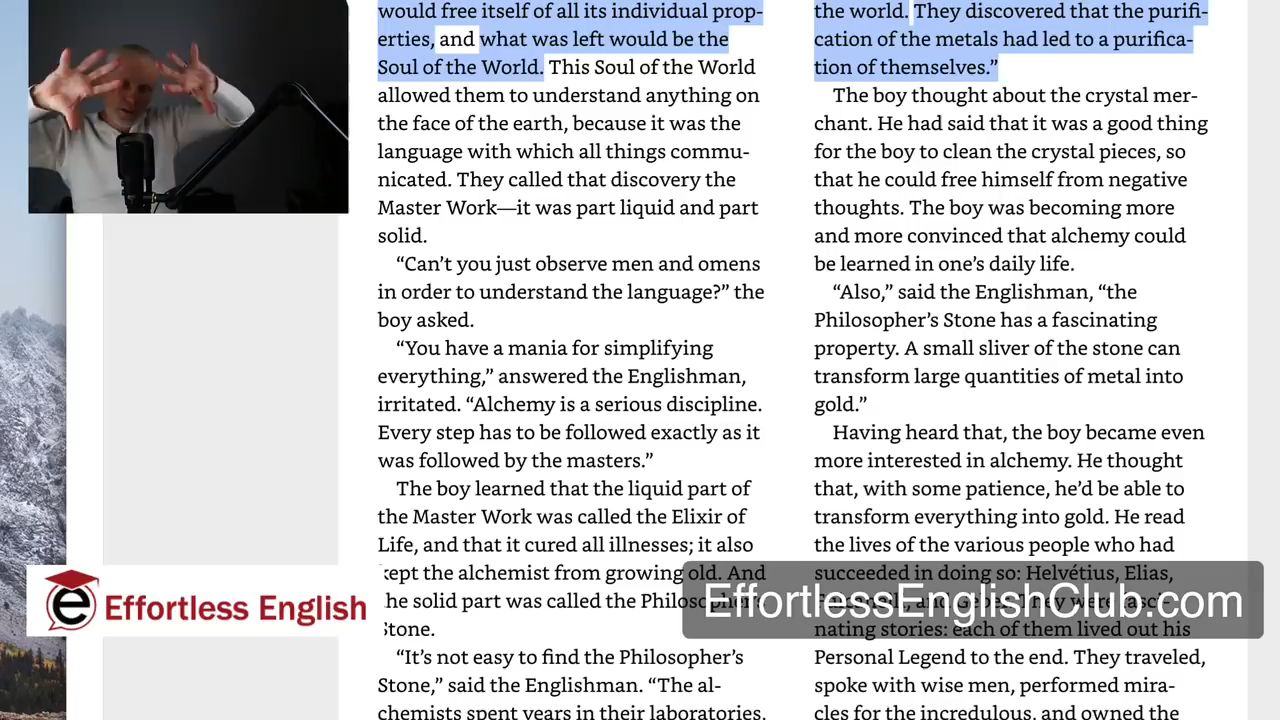 would free itself of all its individual prop-
erties, and what was left would be the
Soul of the World. This Soul of the World
allowed them to understand anything on
the face of the earth, because it was the
language with which all things commu-
nicated. They called that discovery the
Master Work—it was part liquid and part
solid.
“Can’t you just observe men and omens
in order to understand the language?” the
boy asked.
“You have a mania for simplifying
everything,” answered the Englishman,
irritated. “Alchemy is a serious discipline.
Every step has to be followed exactly as it
was followed by the masters.”
The boy learned that the liquid part of
the Master Work was called the Elixir of
Life, and that it cured all illnesses; it also
kept the alchemist from growing old. And
the solid part was called the Philosopher’s
Stone.
“It’s not easy to find the Philosopher’s
Stone,” said the Englishman. “The al-
chemists spent years in their laboratories,
the world. They discovered that the purifi-
cation of the metals had led to a purifica-
tion of themselves.”
The boy thought about the crystal mer-
chant. He had said that it was a good thing
for the boy to clean the crystal pieces, so
that he could free himself from negative
thoughts. The boy was becoming more
and more convinced that alchemy could
be learned in one’s daily life.
“Also,” said the Englishman, “the
Philosopher’s Stone has a fascinating
property. A small sliver of the stone can
transform large quantities of metal into
gold.”
Having heard that, the boy became even
more interested in alchemy. He thought
that, with some patience, he’d be able to
transform everything into gold. He read
the lives of the various people who had
succeeded in doing so: Helvétius, Elias,
and They were
nating stories: each of them lived out his
Personal Legend to the end. They traveled,
spoke with wise men, performed mira-
cles for the incredulous, and owned the
e Effortless English
EffortlessEnglishClub.com